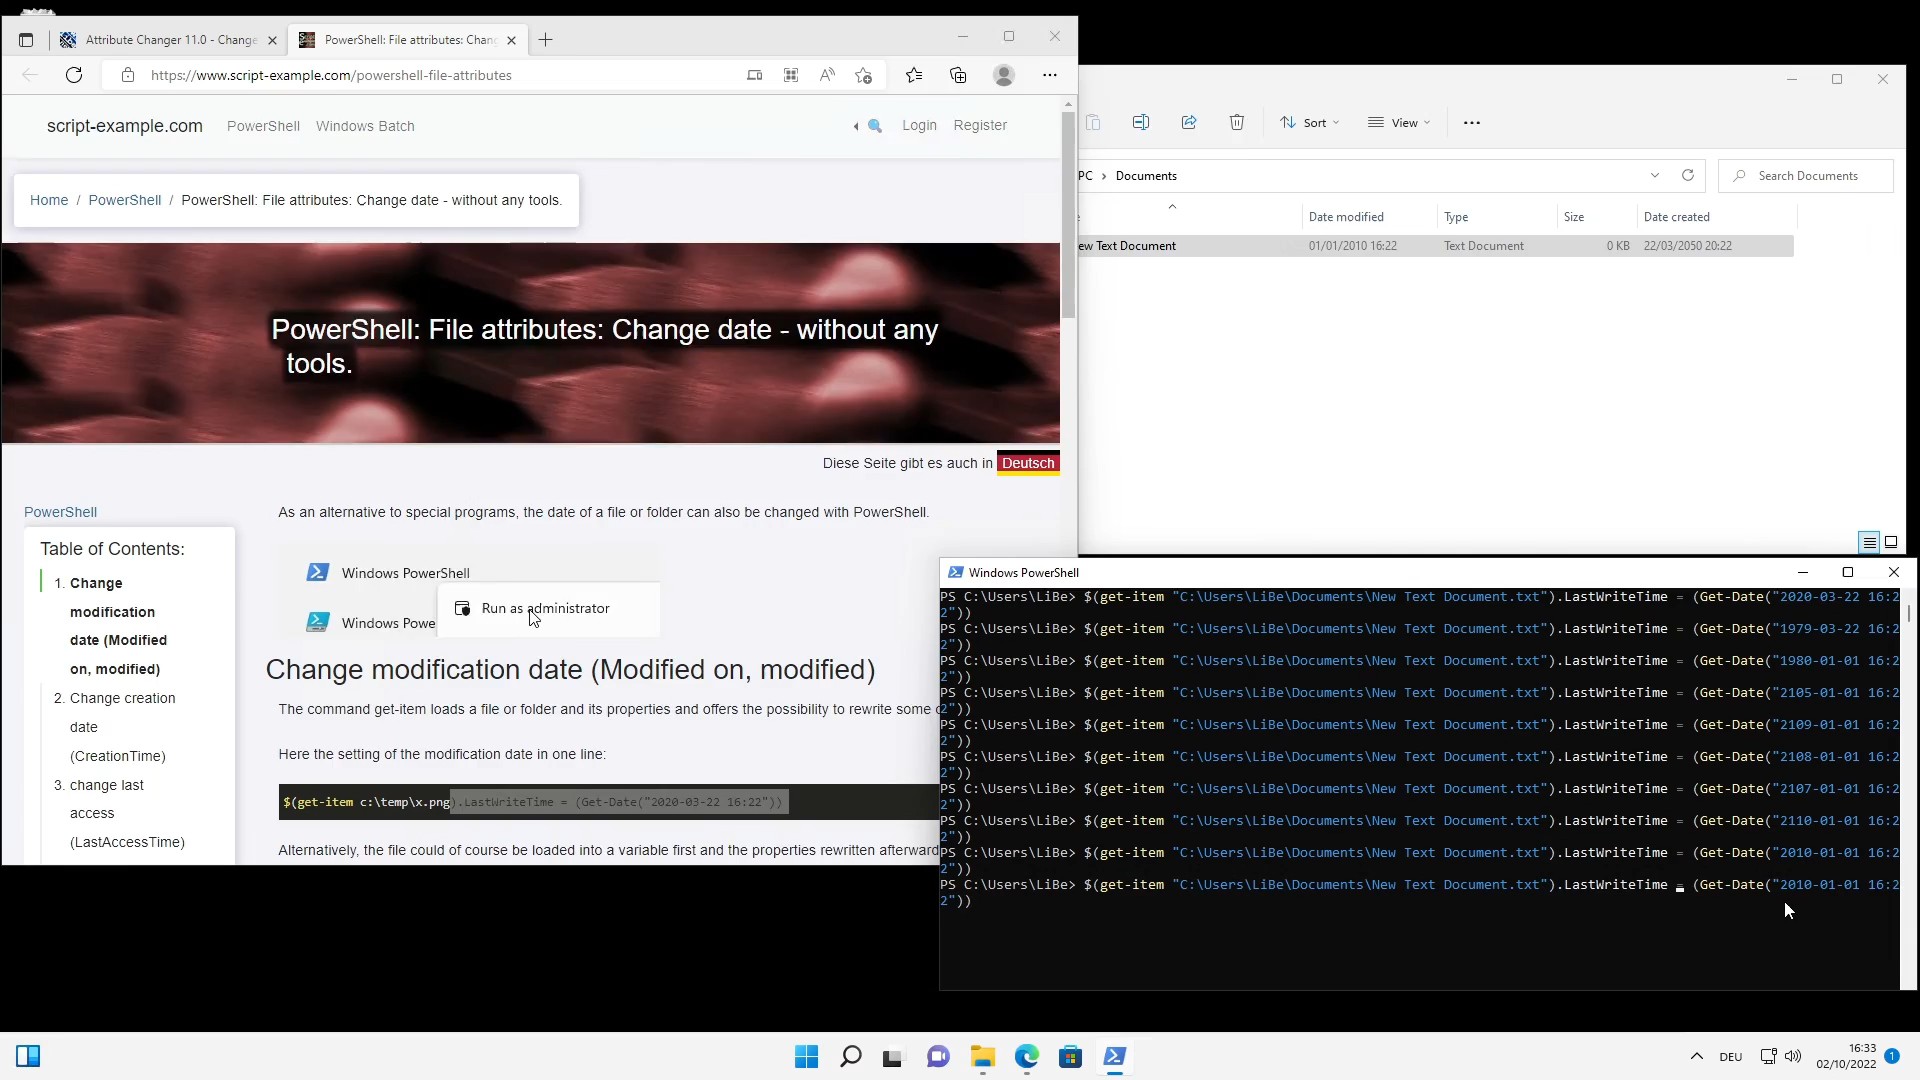 Attribute Changer 11.0 - Change
PowerShell: File attributes: Chang
https://www.script-example.com/powershell-file-attributes
script-example.com PowerShell Windows Batch Login Register
Home / PowerShell / PowerShell: File attributes: Change date - without any tools.
PowerShell: File attributes: Change date - without any
tools.
Diese Seite gibt es auch in Deutsch
PowerShell
Table of Contents:
1. Change
modification
date (Modified
on, modified)
2. Change creation
date
(CreationTime)
3. change last
access
(LastAccessTime)
As an alternative to special programs, the date of a file or folder can also be changed with PowerShell.
Windows PowerShell
Run as administrator
Windows Powe
Change modification date (Modified on, modified)
The command get-item loads a file or folder and its properties and offers the possibility to rewrite some
Here the setting of the modification date in one line:
$(get-item c:\temp\x.png).LastWriteTime = (Get-Date("2020-03-22 16:22"))
Alternatively, the file could of course be loaded into a variable first and the properties rewritten afterward
Sort View
PC > Documents
Search Documents
Date modified Type Size Date created
ew Text Document 01/01/2010 16:22 Text Document 0 KB 22/03/2050 20:22
Windows PowerShell
PS C:\Users\LiBe> $(get-item "C:\Users\LiBe\Documents\New Text Document.txt").LastWriteTime = (Get-Date("2020-03-22 16:2
2"))
PS C:\Users\LiBe> $(get-item "C:\Users\LiBe\Documents\New Text Document.txt").LastWriteTime = (Get-Date("1979-03-22 16:2
2"))
PS C:\Users\LiBe> $(get-item "C:\Users\LiBe\Documents\New Text Document.txt").LastWriteTime = (Get-Date("1980-01-01 16:2
2"))
PS C:\Users\LiBe> $(get-item "C:\Users\LiBe\Documents\New Text Document.txt").LastWriteTime = (Get-Date("2105-01-01 16:2
2"))
PS C:\Users\LiBe> $(get-item "C:\Users\LiBe\Documents\New Text Document.txt").LastWriteTime = (Get-Date("2109-01-01 16:2
2"))
PS C:\Users\LiBe> $(get-item "C:\Users\LiBe\Documents\New Text Document.txt").LastWriteTime = (Get-Date("2108-01-01 16:2
2"))
PS C:\Users\LiBe> $(get-item "C:\Users\LiBe\Documents\New Text Document.txt").LastWriteTime = (Get-Date("2107-01-01 16:2
2"))
PS C:\Users\LiBe> $(get-item "C:\Users\LiBe\Documents\New Text Document.txt").LastWriteTime = (Get-Date("2110-01-01 16:2
2"))
PS C:\Users\LiBe> $(get-item "C:\Users\LiBe\Documents\New Text Document.txt").LastWriteTime = (Get-Date("2010-01-01 16:2
2"))
PS C:\Users\LiBe> $(get-item "C:\Users\LiBe\Documents\New Text Document.txt").LastWriteTime = (Get-Date("2010-01-01 16:2
2"))
DEU
16:33
02/10/2022
1